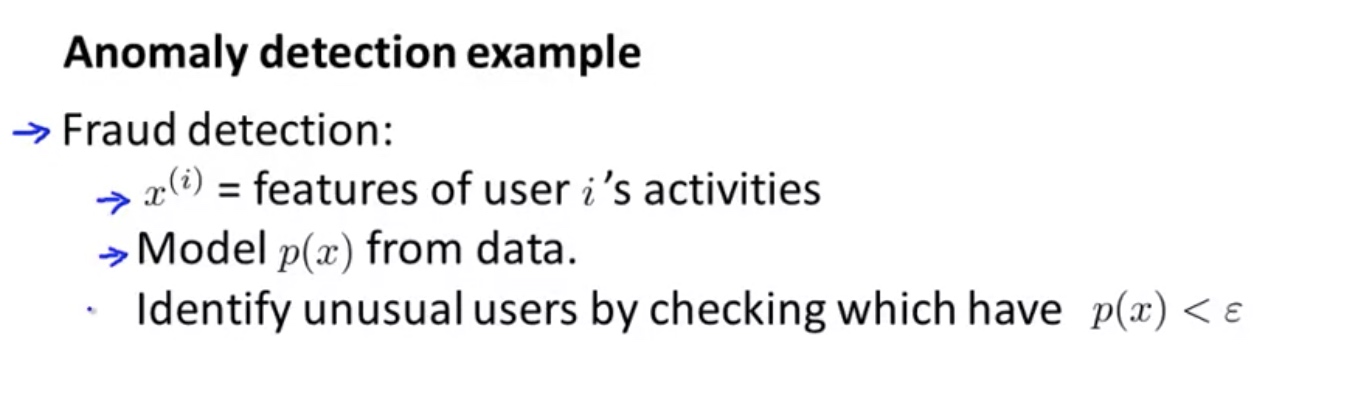 Anomaly detection example
→ Fraud detection:
→ x⁽ⁱ⁾ = features of user i's activities
→ Model p(x) from data.
Identify unusual users by checking which have p(x) < ε